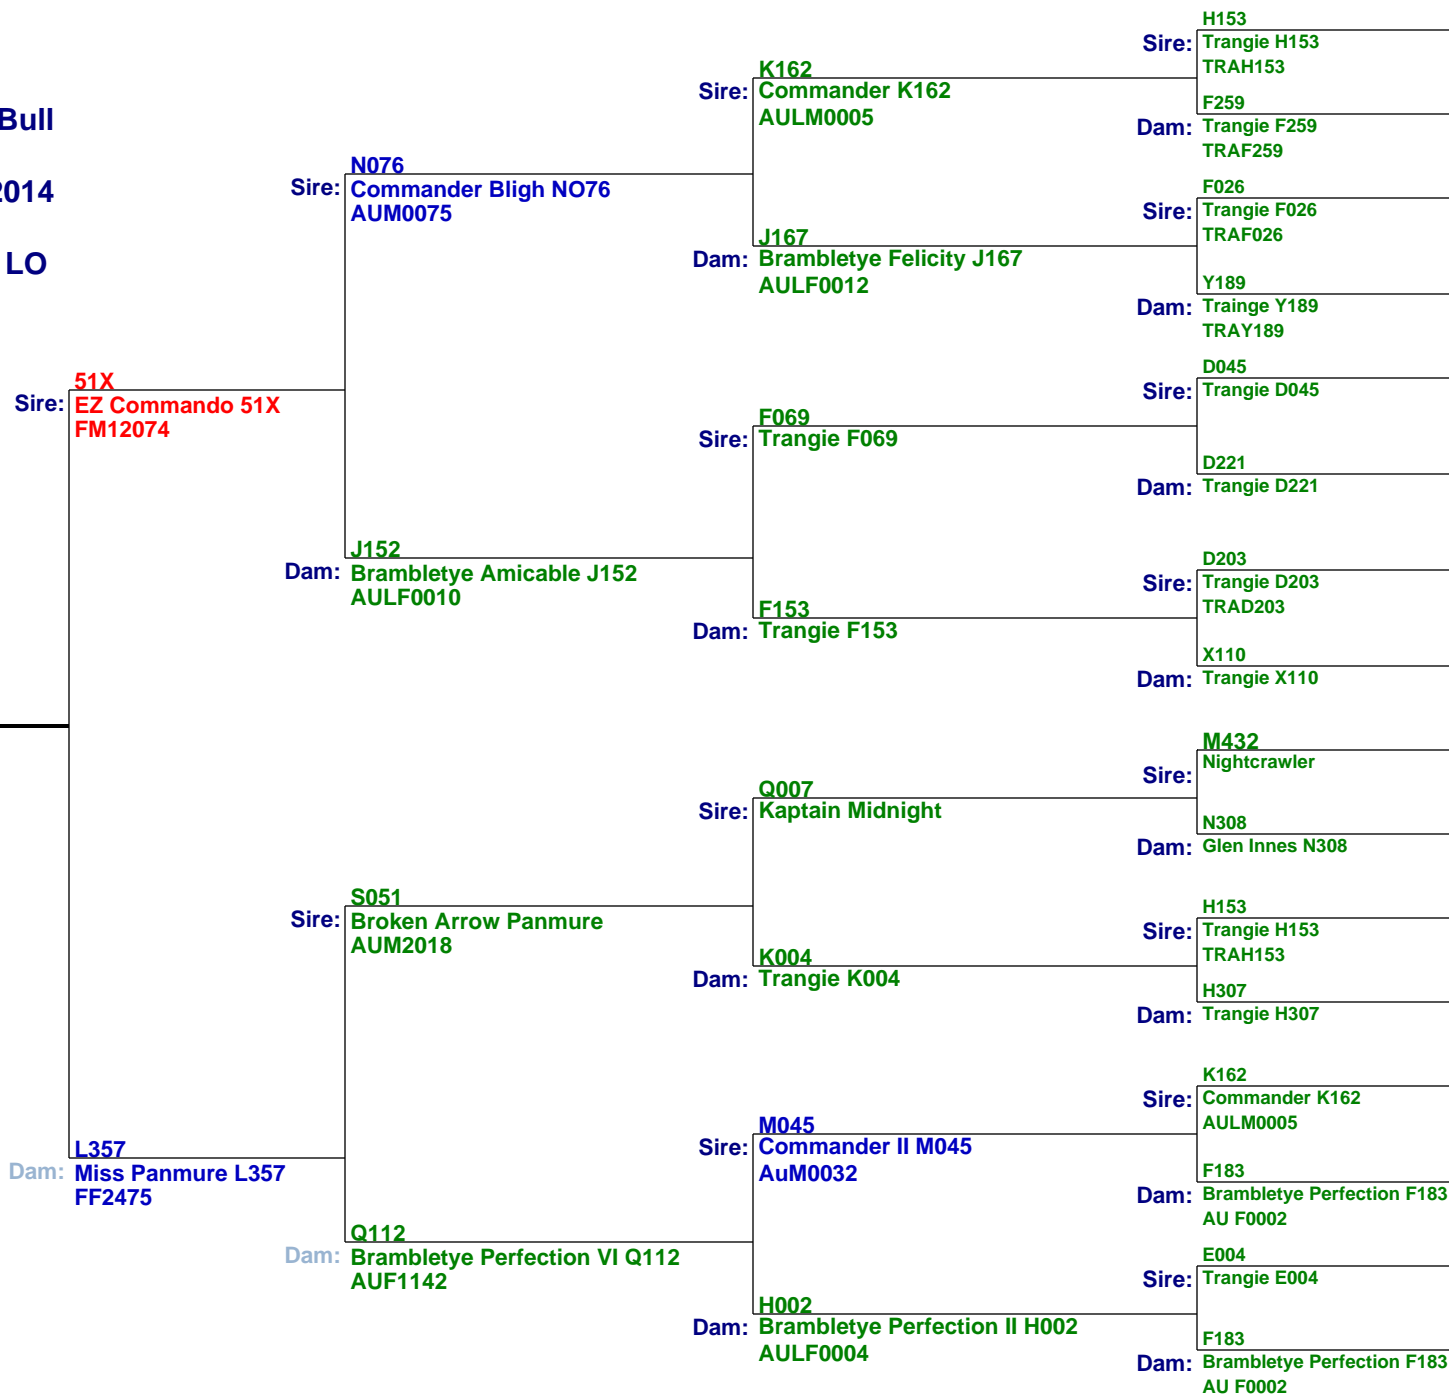 Bull
2014
LO
Sire:
51X
EZ Commando 51X
FM12074
Dam:
L357
Miss Panmure L357
FF2475
Sire:
N076
Commander Bligh NO76
AUM0075
Dam:
J152
Brambletye Amicable J152
AULF0010
Sire:
S051
Broken Arrow Panmure
AUM2018
Dam:
Q112
Brambletye Perfection VI Q112
AUF1142
Sire:
K162
Commander K162
AULM0005
Dam:
J167
Brambletye Felicity J167
AULF0012
Sire:
F069
Trangie F069
Dam:
F153
Trangie F153
Sire:
Q007
Kaptain Midnight
Dam:
K004
Trangie K004
Sire:
M045
Commander II M045
AuM0032
Dam:
H002
Brambletye Perfection II H002
AULF0004
Sire:
H153
Trangie H153
TRAH153
Dam:
F259
Trangie F259
TRAF259
Sire:
F026
Trangie F026
TRAF026
Dam:
Y189
Trainge Y189
TRAY189
Sire:
D045
Trangie D045
Dam:
D221
Trangie D221
Sire:
D203
Trangie D203
TRAD203
Dam:
X110
Trangie X110
Sire:
M432
Nightcrawler
Dam:
N308
Glen Innes N308
Sire:
H153
Trangie H153
TRAH153
Dam:
H307
Trangie H307
Sire:
K162
Commander K162
AULM0005
Dam:
F183
Brambletye Perfection F183
AU F0002
Sire:
E004
Trangie E004
Dam:
F183
Brambletye Perfection F183
AU F0002